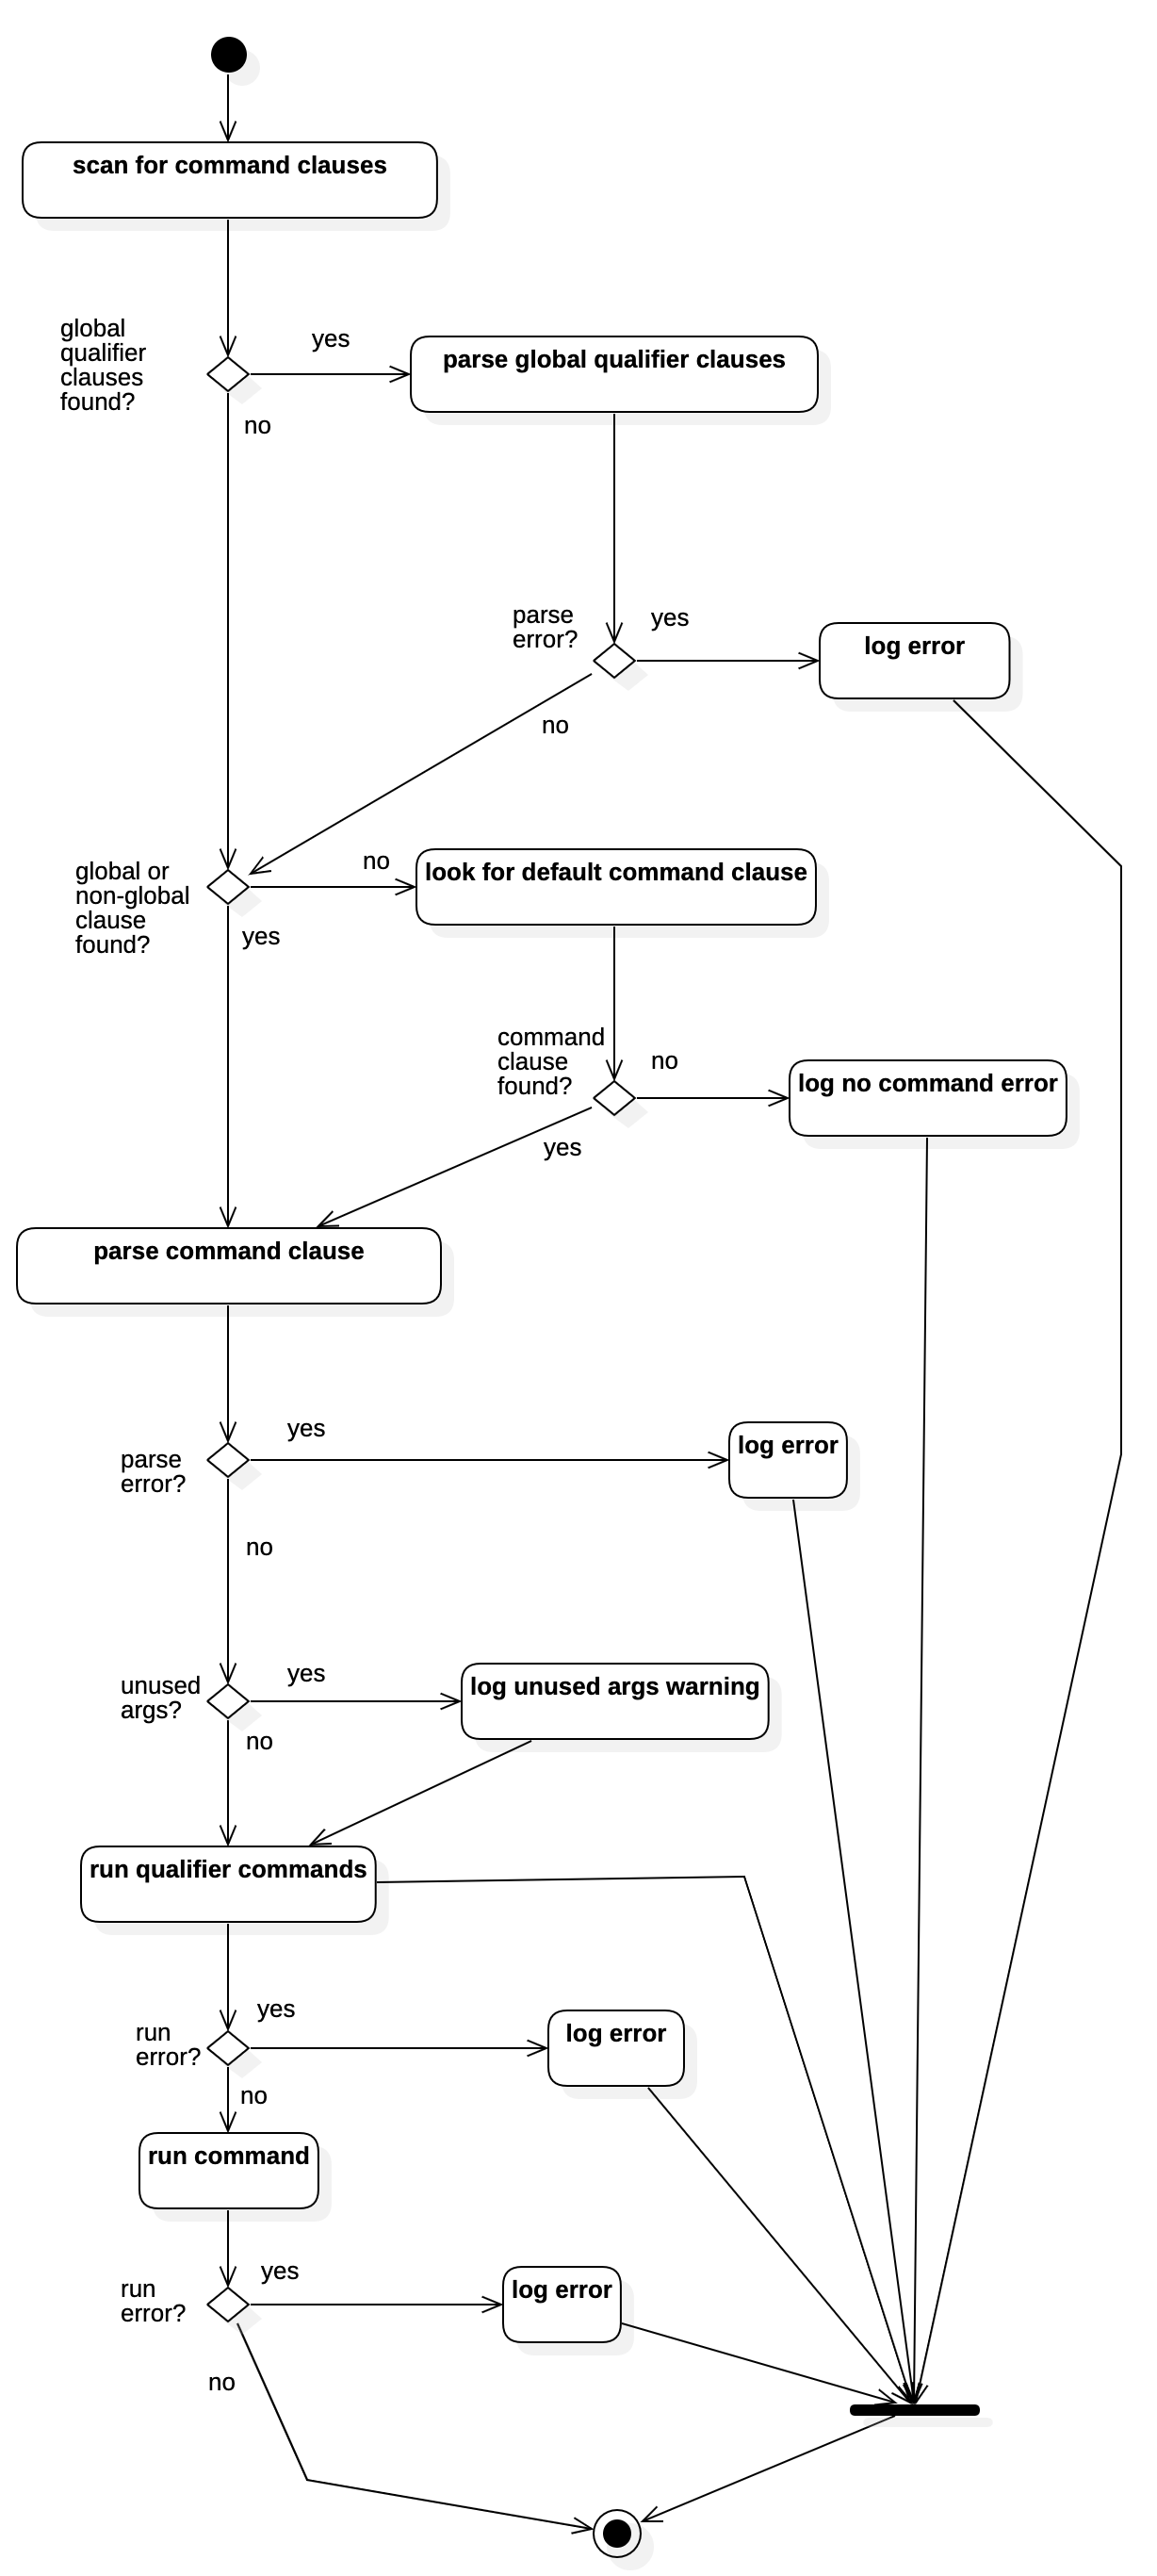 scan for command clauses
global
qualifier
clauses
found?
yes
parse global qualifier clauses
no
parse
error?
yes
log error
no
global or
non-global
clause
found?
no
look for default command clause
yes
command
clause
found?
no
log no command error
yes
parse command clause
parse
error?
yes
log error
no
unused
args?
yes
log unused args warning
no
run qualifier commands
run
error?
yes
log error
no
run command
run
error?
yes
log error
no